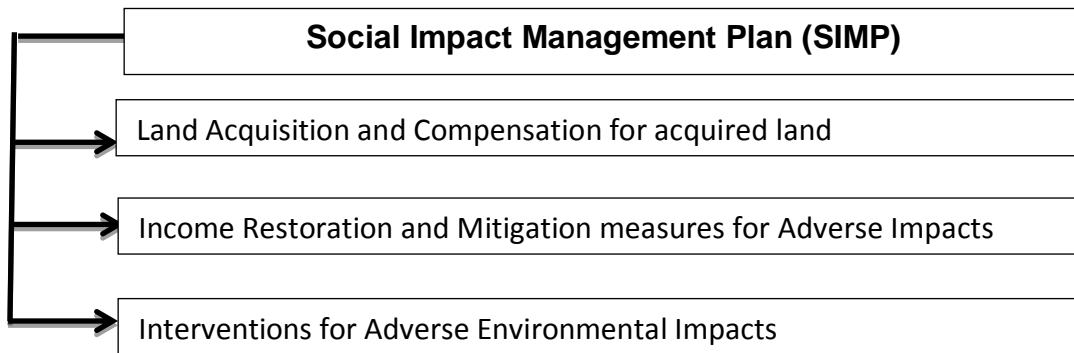 Social Impact Management Plan (SIMP)
Land Acquisition and Compensation for acquired land
Income Restoration and Mitigation measures for Adverse Impacts
Interventions for Adverse Environmental Impacts